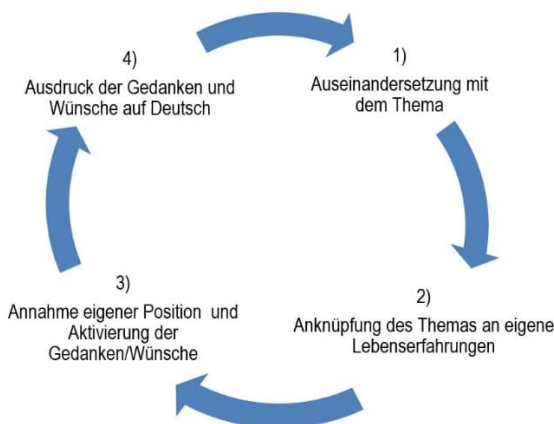 1)
Auseinandersetzung mit
dem Thema
2)
Anknüpfung des Themas an eigene
Lebenserfahrungen
3)
Annahme eigener Position und
Aktivierung der
Gedanken/Wünsche
4)
Ausdruck der Gedanken und
Wünsche auf Deutsch